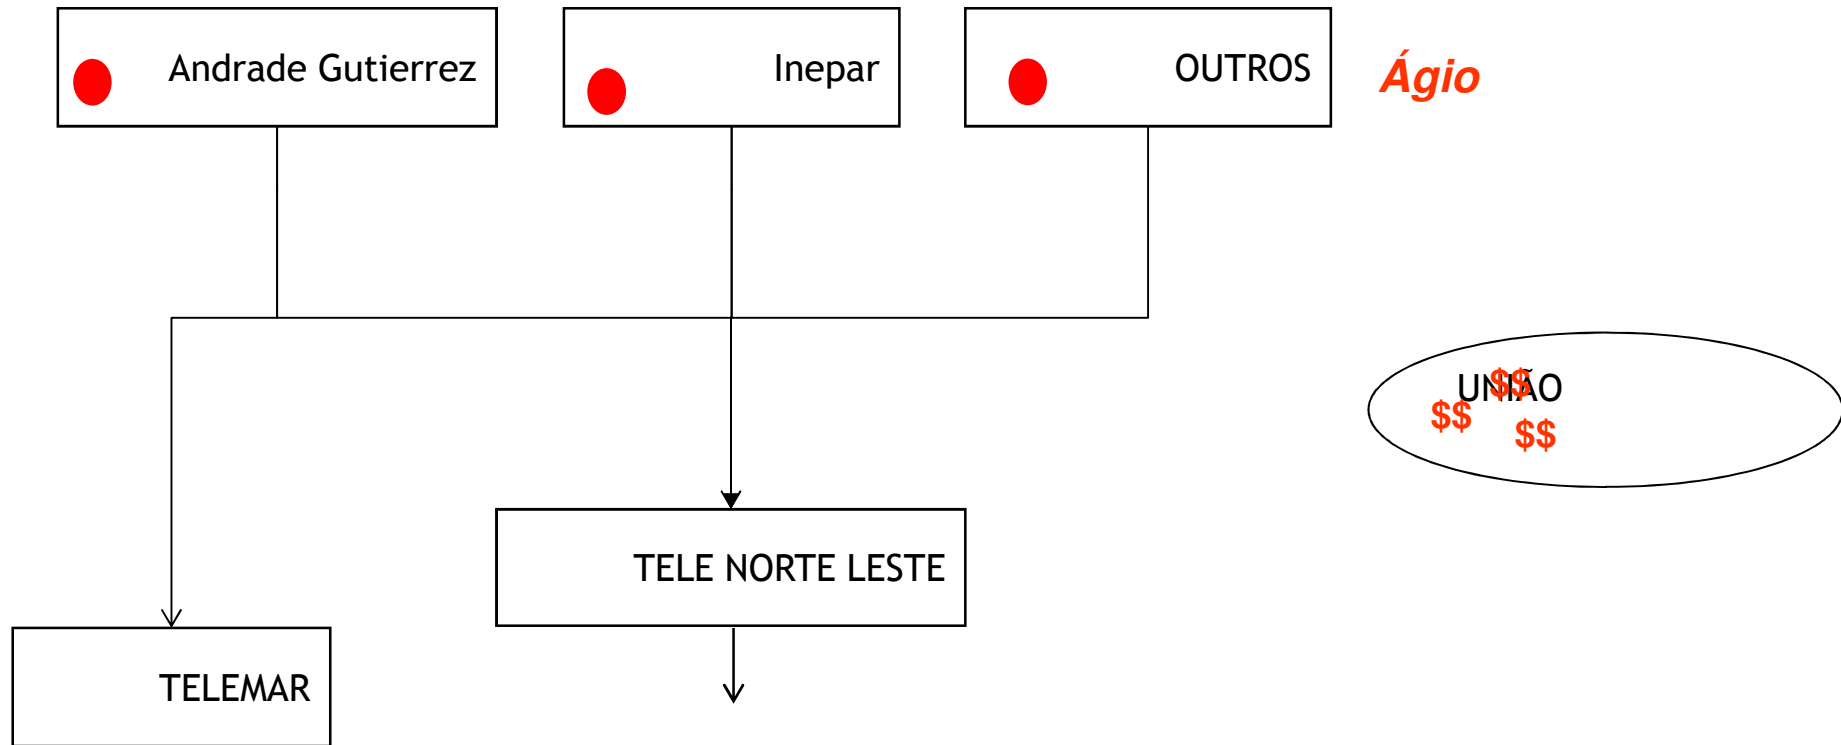 Andrade Gutierrez
Inepar
OUTROS
Ágio
UNIÃO
$$
$$
$$
TELE NORTE LESTE
TELEMAR